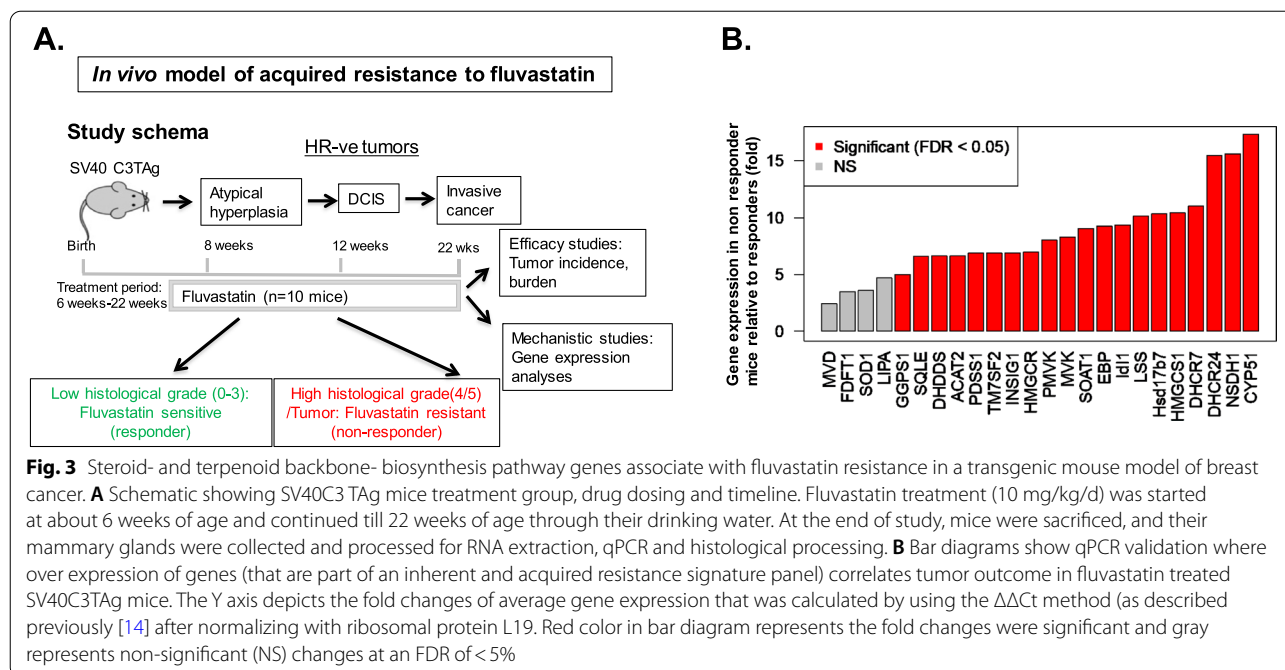 A.
In vivo model of acquired resistance to fluvastatin
Study schema
HR-ve tumors
SV40 C3TAg
Atypical
hyperplasia
DCIS
Invasive
cancer
Birth
8 weeks
12 weeks
22 wks
Treatment period:
6 weeks-22 weeks
Fluvastatin (n=10 mice)
Efficacy studies:
Tumor incidence,
burden
Mechanistic studies:
Gene expression
analyses
Low histological grade (0-3):
Fluvastatin sensitive
(responder)
High histological grade(4/5)
/Tumor: Fluvastatin resistant
(non-responder)
B.
Gene expression in non responder
mice relative to responders (fold)
15
10
5
0
Significant (FDR < 0.05)
NS
MVD
FDFT1
SOD1
LIPA
GGPS1
SQLE
DHDDS
ACAT2
PDSS1
TM7SF2
INSIG1
HMGCR
PMVK
MVK
SOAT1
EBP
Idl1
LSS
Hsd17b7
HMGCS1
DHCR7
DHCR24
NSDH1
CYP51
Fig. 3 Steroid- and terpenoid backbone- biosynthesis pathway genes associate with fluvastatin resistance in a transgenic mouse model of breast
cancer. A Schematic showing SV40C3 TAg mice treatment group, drug dosing and timeline. Fluvastatin treatment (10 mg/kg/d) was started
at about 6 weeks of age and continued till 22 weeks of age through their drinking water. At the end of study, mice were sacrificed, and their
mammary glands were collected and processed for RNA extraction, qPCR and histological processing. B Bar diagrams show qPCR validation where
over expression of genes (that are part of an inherent and acquired resistance signature panel) correlates tumor outcome in fluvastatin treated
SV40C3TAg mice. The Y axis depicts the fold changes of average gene expression that was calculated by using the ΔΔCt method (as described
previously [14] after normalizing with ribosomal protein L19. Red color in bar diagram represents the fold changes were significant and gray
represents non-significant (NS) changes at an FDR of < 5%